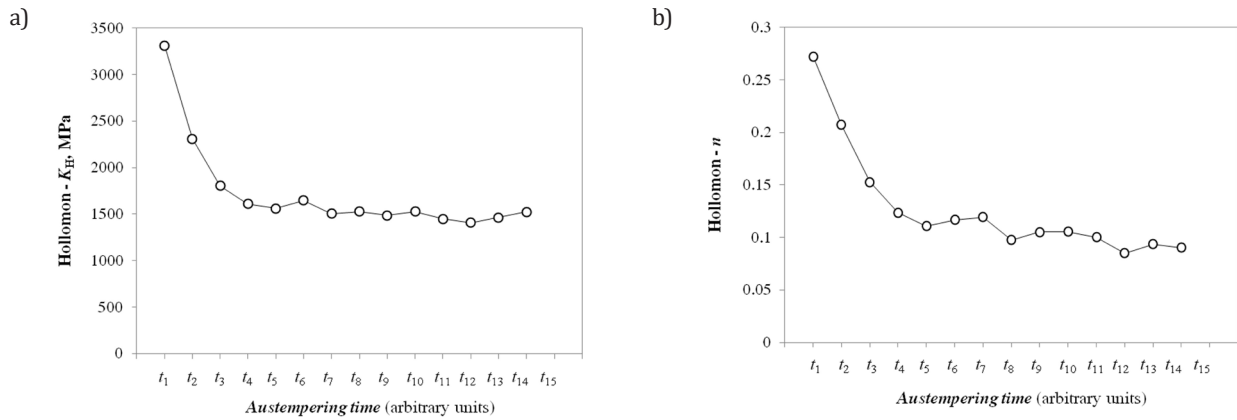 a)
3500
3000
2500
2000
1500
1000
500
0
Hollomon - K_H, MPa
t₁ t₂ t₃ t₄ t₅ t₆ t₇ t₈ t₉ t₁₀ t₁₁ t₁₂ t₁₃ t₁₄ t₁₅
Austempering time (arbitrary units)
b)
0.3
0.25
0.2
0.15
0.1
0.05
0
Hollomon - n
t₁ t₂ t₃ t₄ t₅ t₆ t₇ t₈ t₉ t₁₀ t₁₁ t₁₂ t₁₃ t₁₄ t₁₅
Austempering time (arbitrary units)